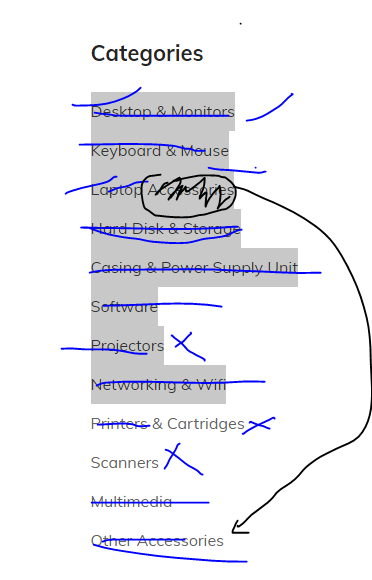 Categories
Desktop & Monitors
Keyboard & Mouse
Laptop Accessories
Hard Disk & Storage
Casing & Power Supply Unit
Software
Projectors
Networking & Wifi
Printers & Cartridges
Scanners
Multimedia
Other Accessories